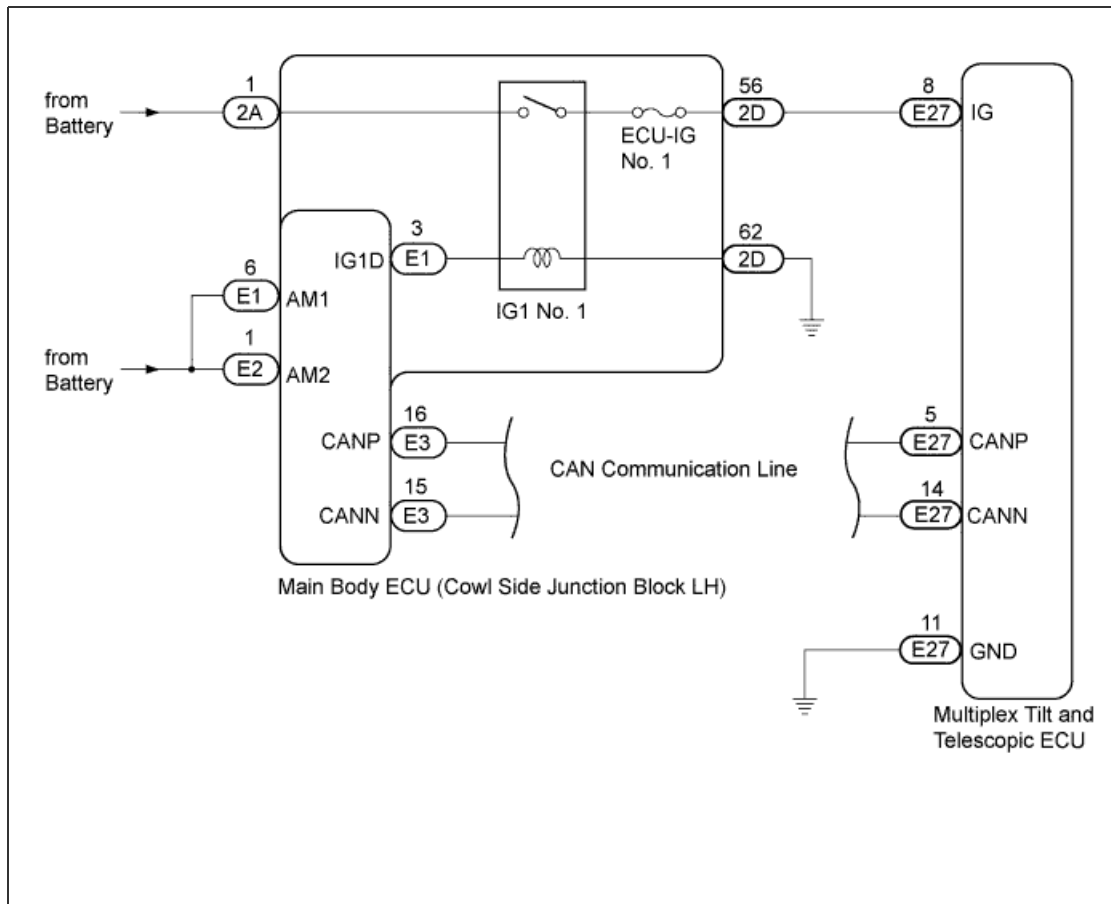 from
Battery
1
2A
56
2D
8
E27
IG
ECU-IG
No. 1
3
IG1D
E1
62
2D
6
E1
AM1
IG1 No. 1
from
Battery
1
E2
AM2
16
CANP
E3
15
CANN
E3
CAN Communication Line
5
E27
CANP
14
E27
CANN
Main Body ECU (Cowl Side Junction Block LH)
11
E27
GND
Multiplex Tilt and
Telescopic ECU